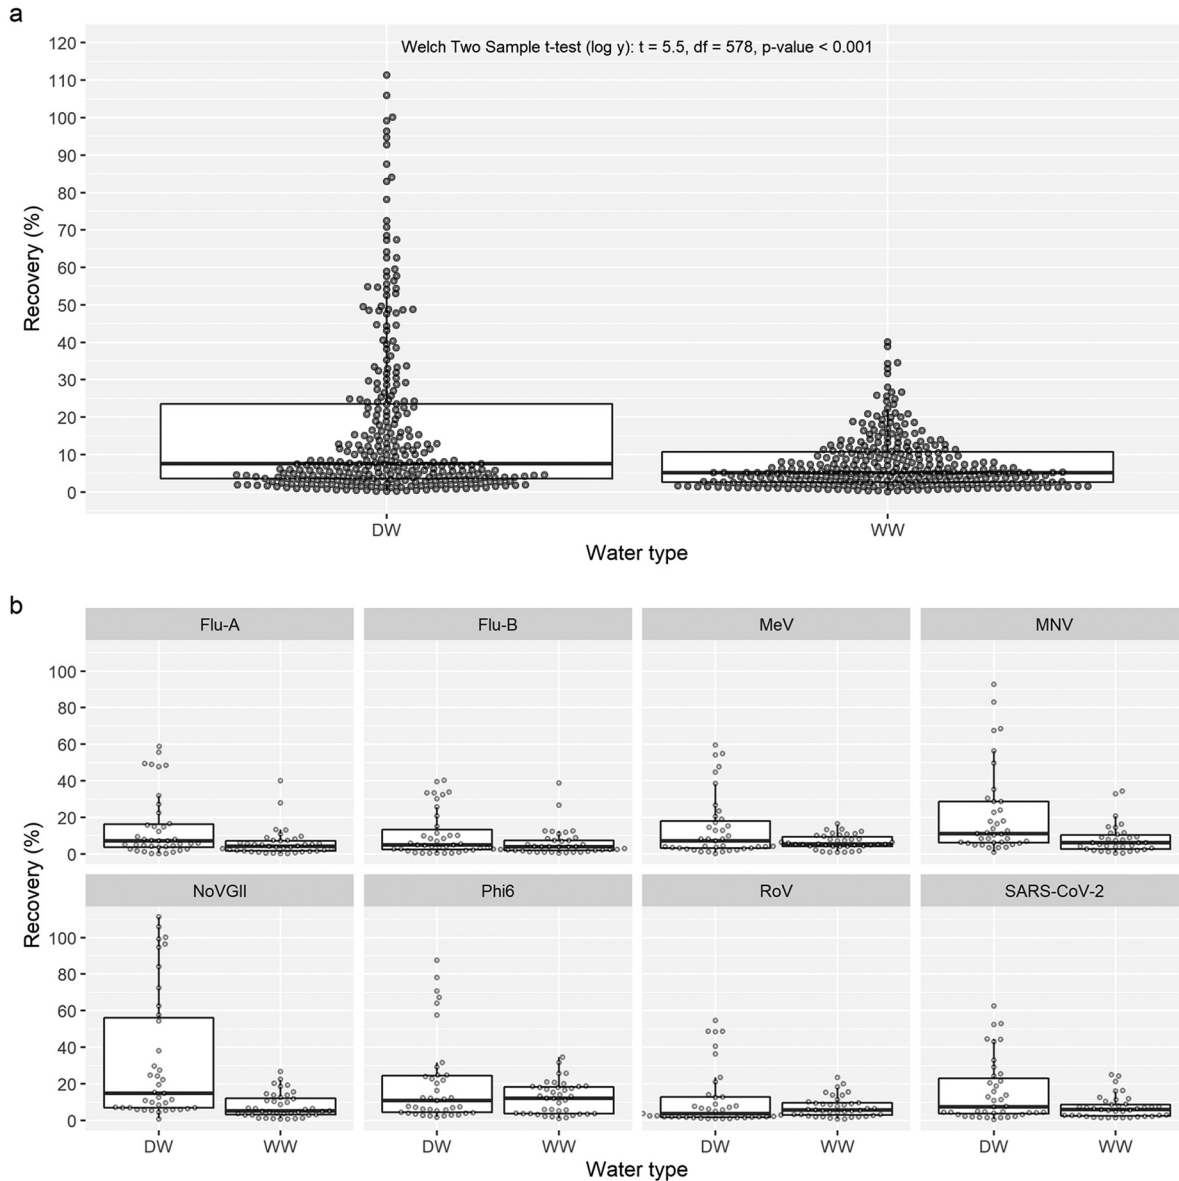 a
Welch Two Sample t-test (log y): t = 5.5, df = 578, p-value < 0.001
120
110
100
90
80
70
60
50
40
30
20
10
0
Recovery (%)
DW WW
Water type
b
Flu-A Flu-B MeV MNV
100
80
60
40
20
0
NoVGII Phi6 RoV SARS-CoV-2
100
80
60
40
20
0
Recovery (%)
DW WW DW WW DW WW DW WW
Water type